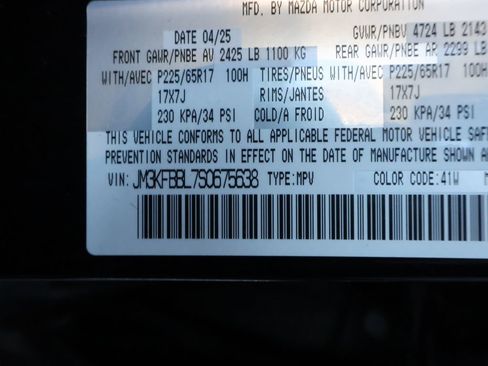 MFD. BY MAZDA MOTOR CORPORATION
DATE 04/25 GVWR/PNBV 4724 LB 2143
FRONT GAWR/PNBE AV 2425 LB 1100 KG REAR GAWR/PNBE AR 2299 LB
WITH/AVEC P225/65R17 100H TIRES/PNEUS WITH/AVEC P225/65R17 100H
17X7J RIMS/JANTES 17X7J
230 KPA/34 PSI COLD/A FROID 230 KPA/34 PSI
THIS VEHICLE CONFORMS TO ALL APPLICABLE FEDERAL MOTOR VEHICLE SAF
PREVENTION STANDARDS IN EFFECT ON THE DATE OF MANUFACTURE SHOWN
VIN: JM3KFBBL7S0675638 TYPE:MPV COLOR CODE:41W